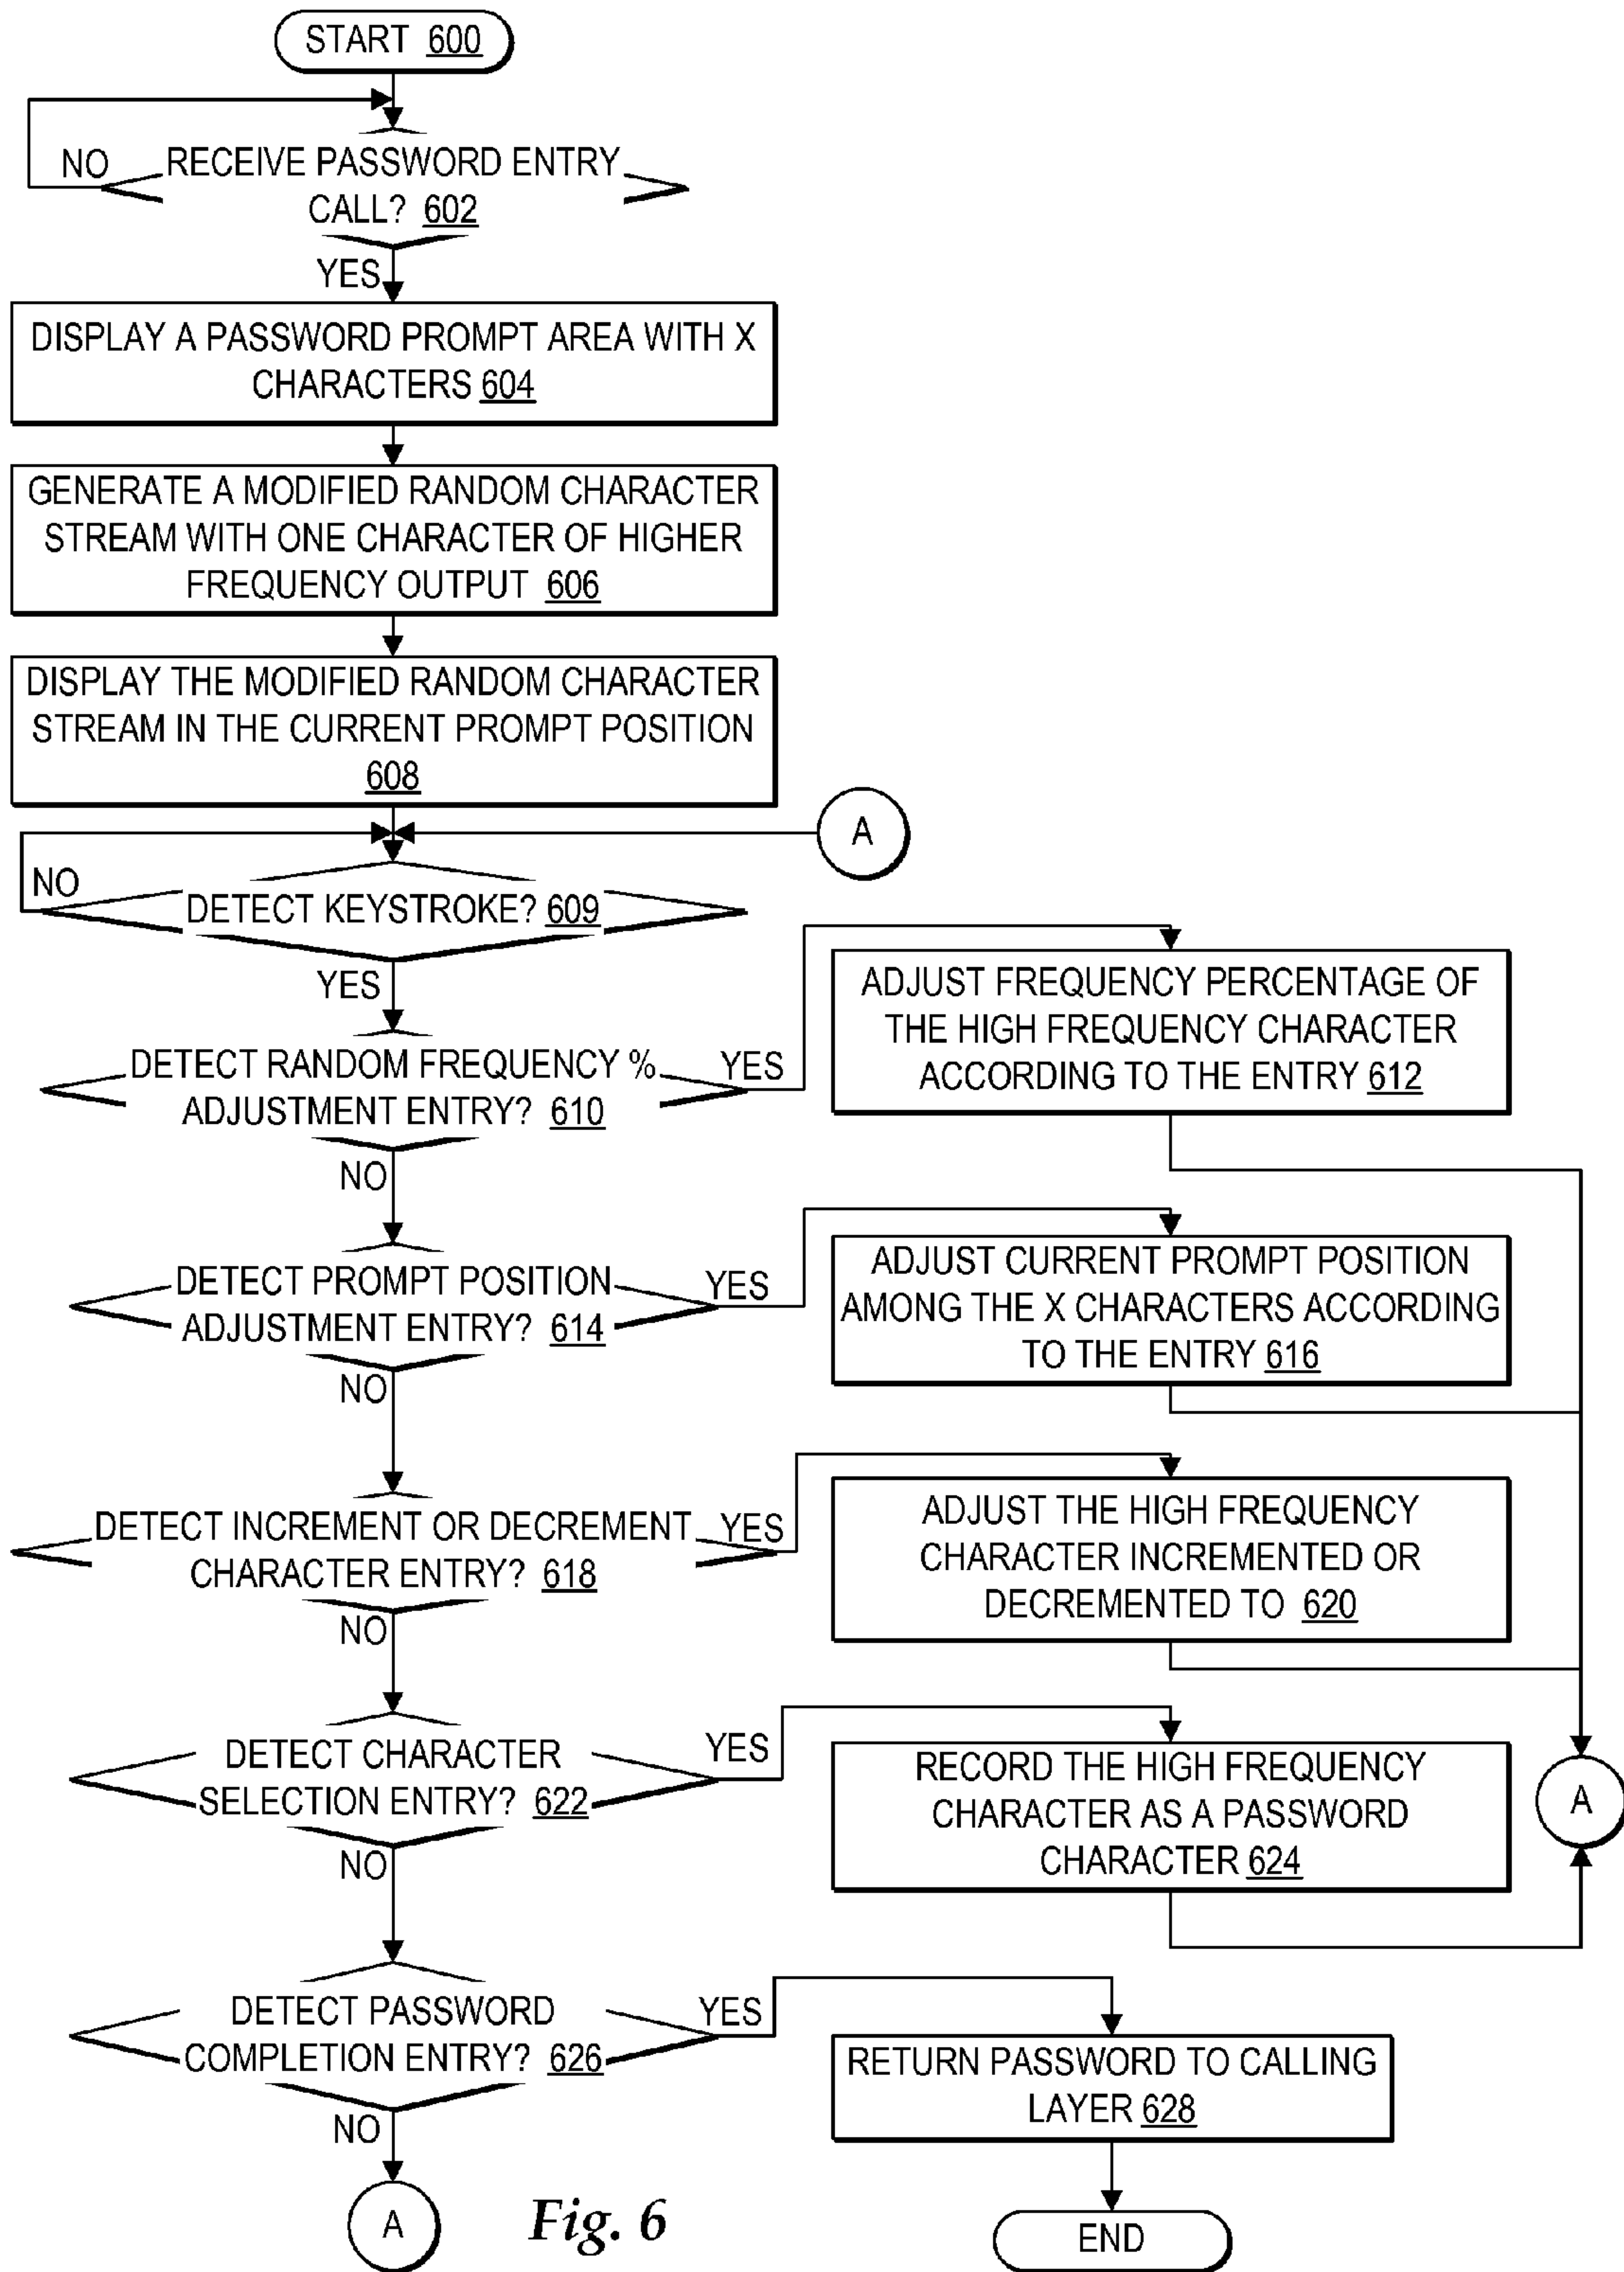 START 600
NO
RECEIVE PASSWORD ENTRY
CALL? 602
YES
DISPLAY A PASSWORD PROMPT AREA WITH X
CHARACTERS 604
GENERATE A MODIFIED RANDOM CHARACTER
STREAM WITH ONE CHARACTER OF HIGHER
FREQUENCY OUTPUT 606
DISPLAY THE MODIFIED RANDOM CHARACTER
STREAM IN THE CURRENT PROMPT POSITION
608
A
NO
DETECT KEYSTROKE? 609
YES
DETECT RANDOM FREQUENCY %
ADJUSTMENT ENTRY? 610
YES
ADJUST FREQUENCY PERCENTAGE OF
THE HIGH FREQUENCY CHARACTER
ACCORDING TO THE ENTRY 612
NO
DETECT PROMPT POSITION
ADJUSTMENT ENTRY? 614
YES
ADJUST CURRENT PROMPT POSITION
AMONG THE X CHARACTERS ACCORDING
TO THE ENTRY 616
NO
DETECT INCREMENT OR DECREMENT
CHARACTER ENTRY? 618
YES
ADJUST THE HIGH FREQUENCY
CHARACTER INCREMENTED OR
DECREMENTED TO 620
NO
DETECT CHARACTER
SELECTION ENTRY? 622
YES
RECORD THE HIGH FREQUENCY
CHARACTER AS A PASSWORD
CHARACTER 624
A
NO
DETECT PASSWORD
COMPLETION ENTRY? 626
YES
RETURN PASSWORD TO CALLING
LAYER 628
NO
A
END
Fig. 6